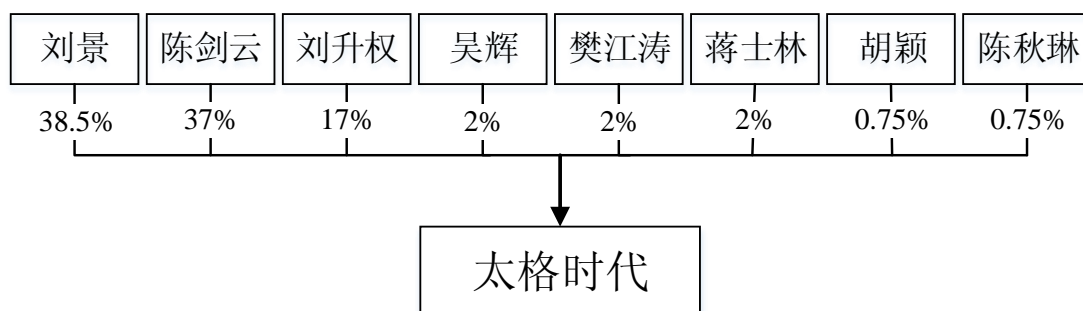 刘景 陈剑云 刘升权 吴辉 樊江涛 蒋士林 胡颖 陈秋琳
38.5% 37% 17% 2% 2% 2% 0.75% 0.75%
太格时代